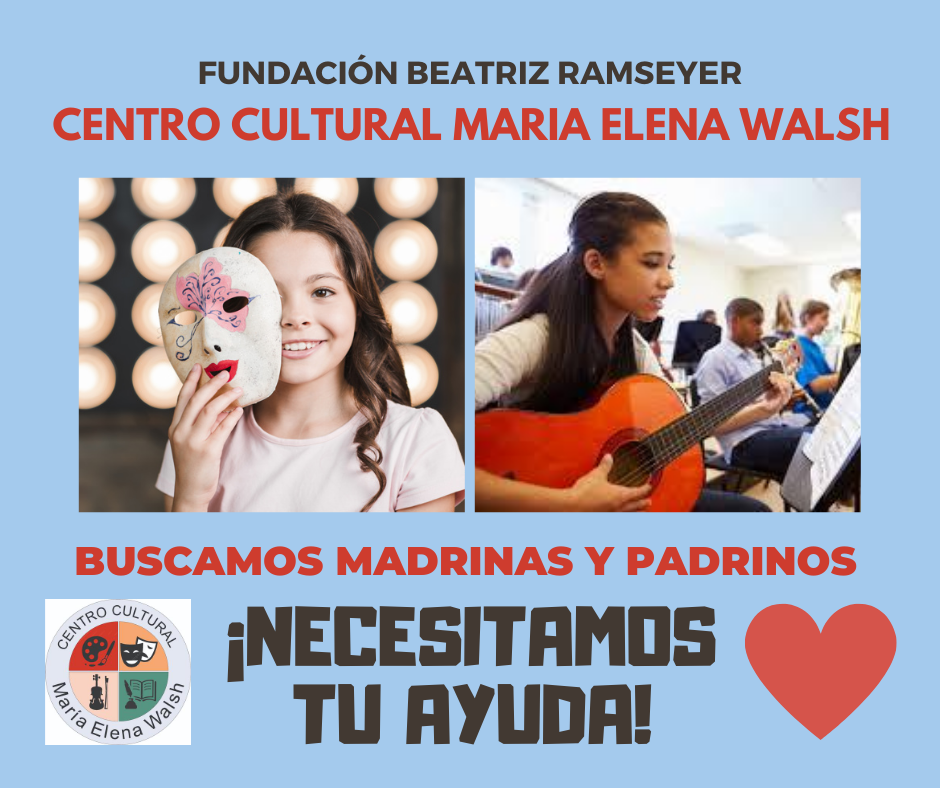 FUNDACIÓN BEATRIZ RAMSEYER
CENTRO CULTURAL MARIA ELENA WALSH
BUSCAMOS MADRINAS Y PADRINOS
CENTRO CULTURAL
María Elena Walsh
¡NECESITAMOS
TU AYUDA!